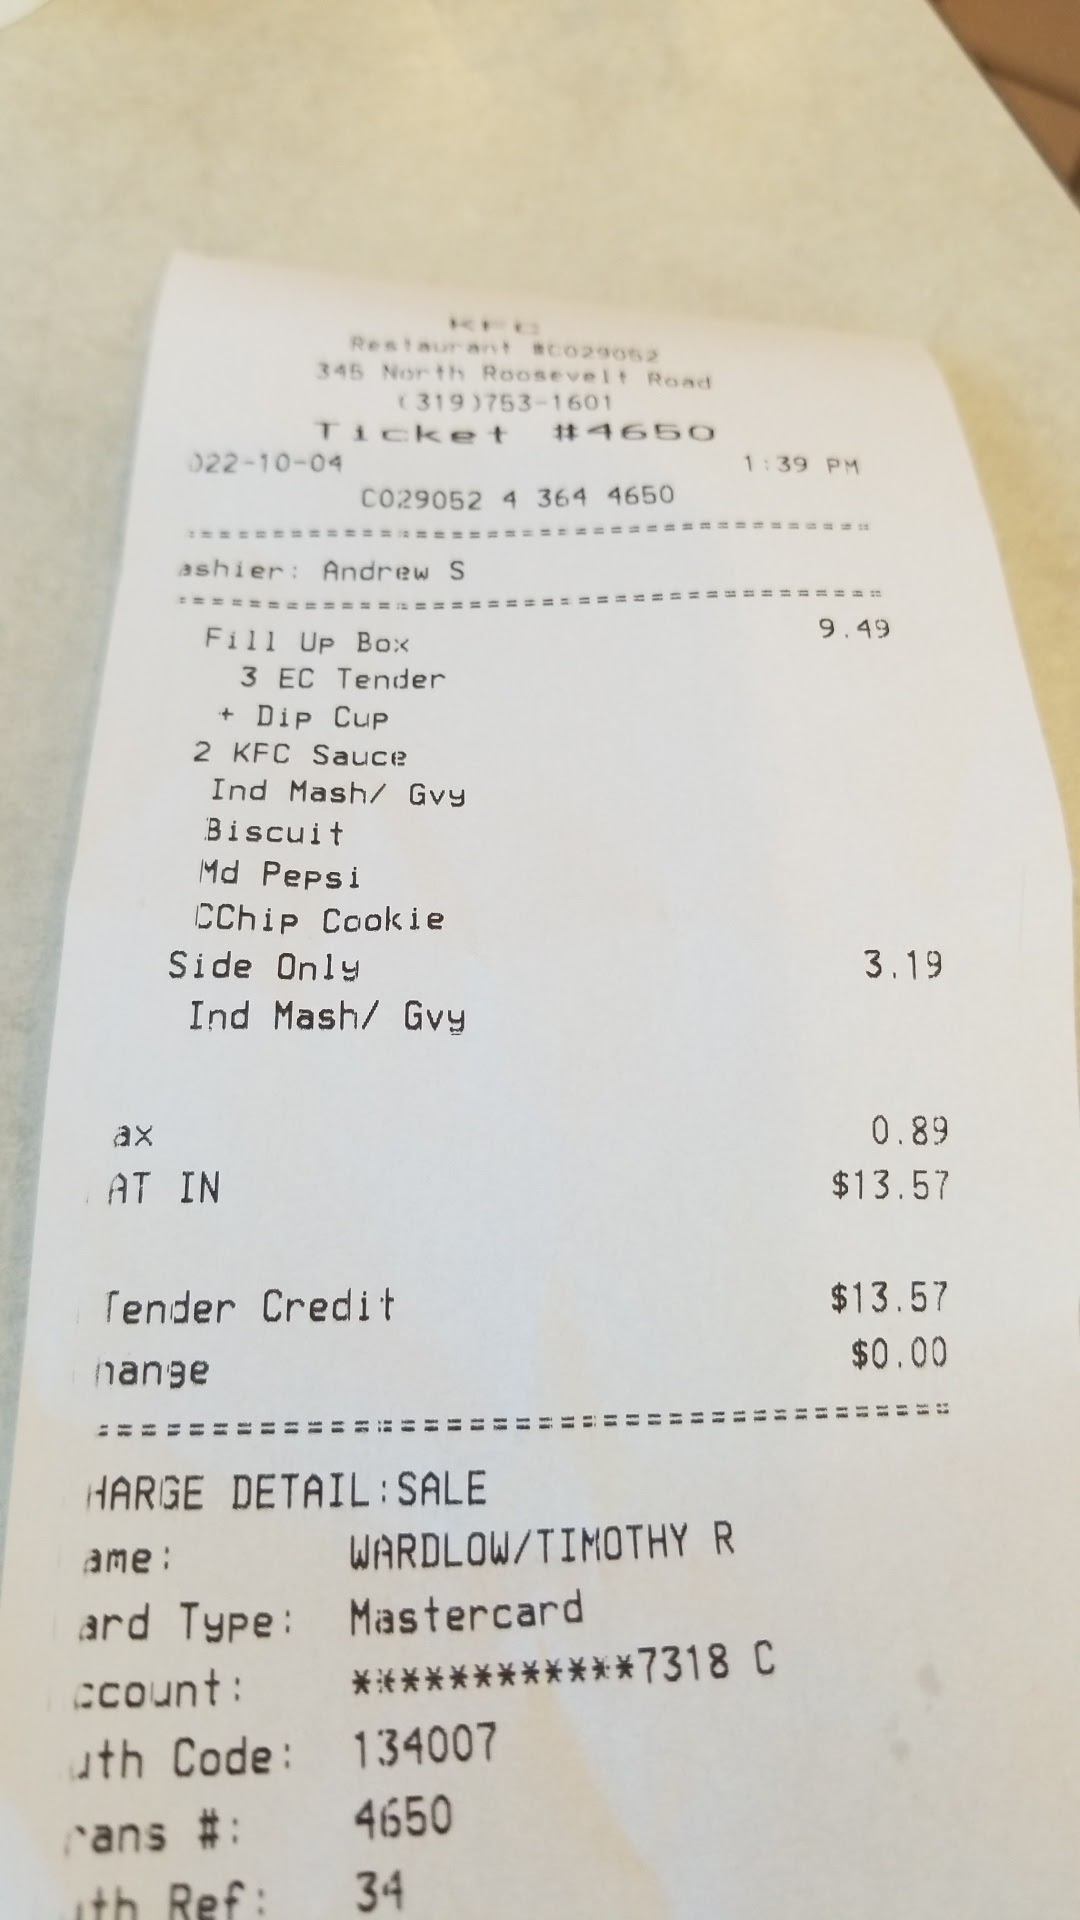 KFC
Restaurant #C029052
345 North Roosevelt Road
(319)753-1601
Ticket #4650
022-10-04 1:39 PM
C029052 4 364 4650
======================================
ashier: Andrew S
======================================
Fill Up Box 9.49
3 EC Tender
+ Dip Cup
2 KFC Sauce
Ind Mash/ Gvy
Biscuit
Md Pepsi
CChip Cookie
Side Only 3.19
Ind Mash/ Gvy
ax 0.89
AT IN $13.57
Tender Credit $13.57
hange $0.00
======================================
HARGE DETAIL:SALE
ame: WARDLOW/TIMOTHY R
ard Type: Mastercard
ccount: ************7318 C
uth Code: 134007
rans #: 4650
uth Ref: 34